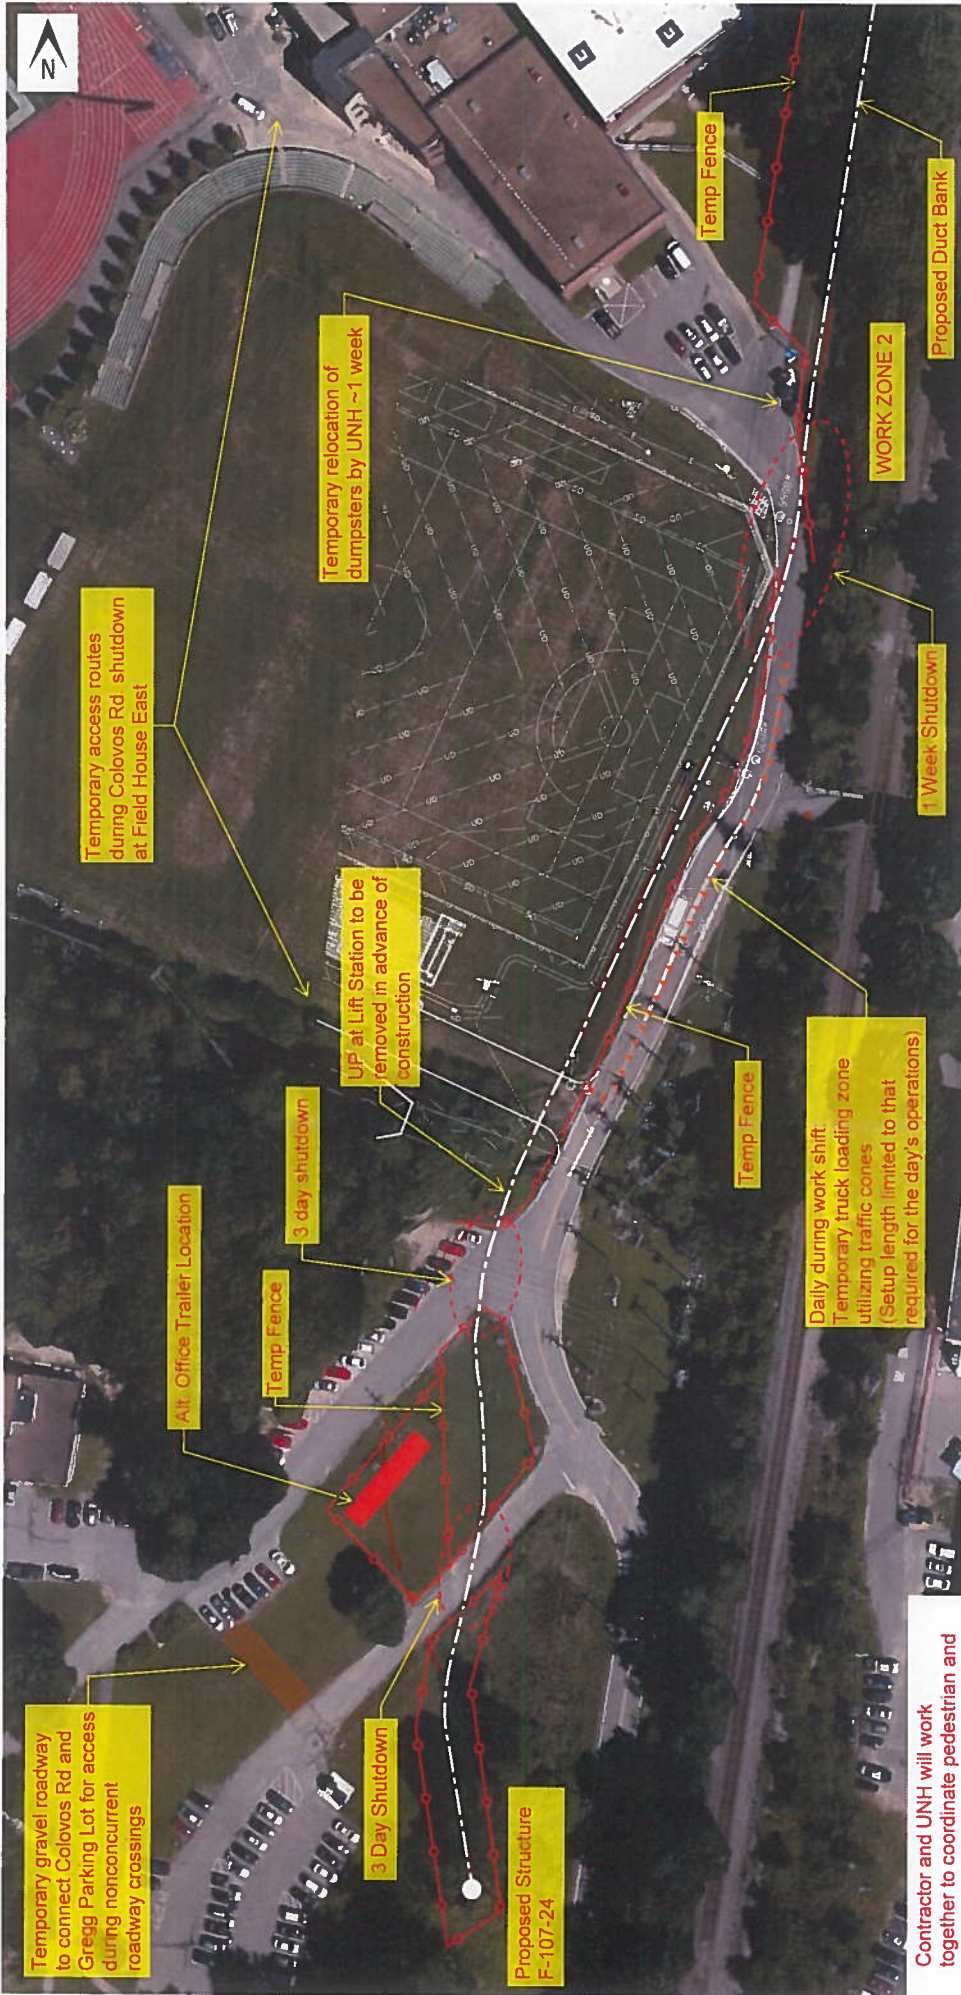 Temporary gravel roadway
to connect Colovos Rd and
Gregg Parking Lot for access
during nonconcurrent
roadway crossings
Alt. Office Trailer Location
Temp Fence
3 day shutdown
UP at Lift Station to be
removed in advance of
construction
Temporary access routes
during Colovos Rd shutdown
at Field House East
Temporary relocation of
dumpsters by UNH ~1 week
N
Temp Fence
3 Day Shutdown
Proposed Structure
F-107-24
Temp Fence
Daily during work shift.
Temporary truck loading zone
utilizing traffic cones
(Setup length limited to that
required for the day's operations)
1 Week Shutdown
WORK ZONE 2
Proposed Duct Bank
Contractor and UNH will work
together to coordinate pedestrian and